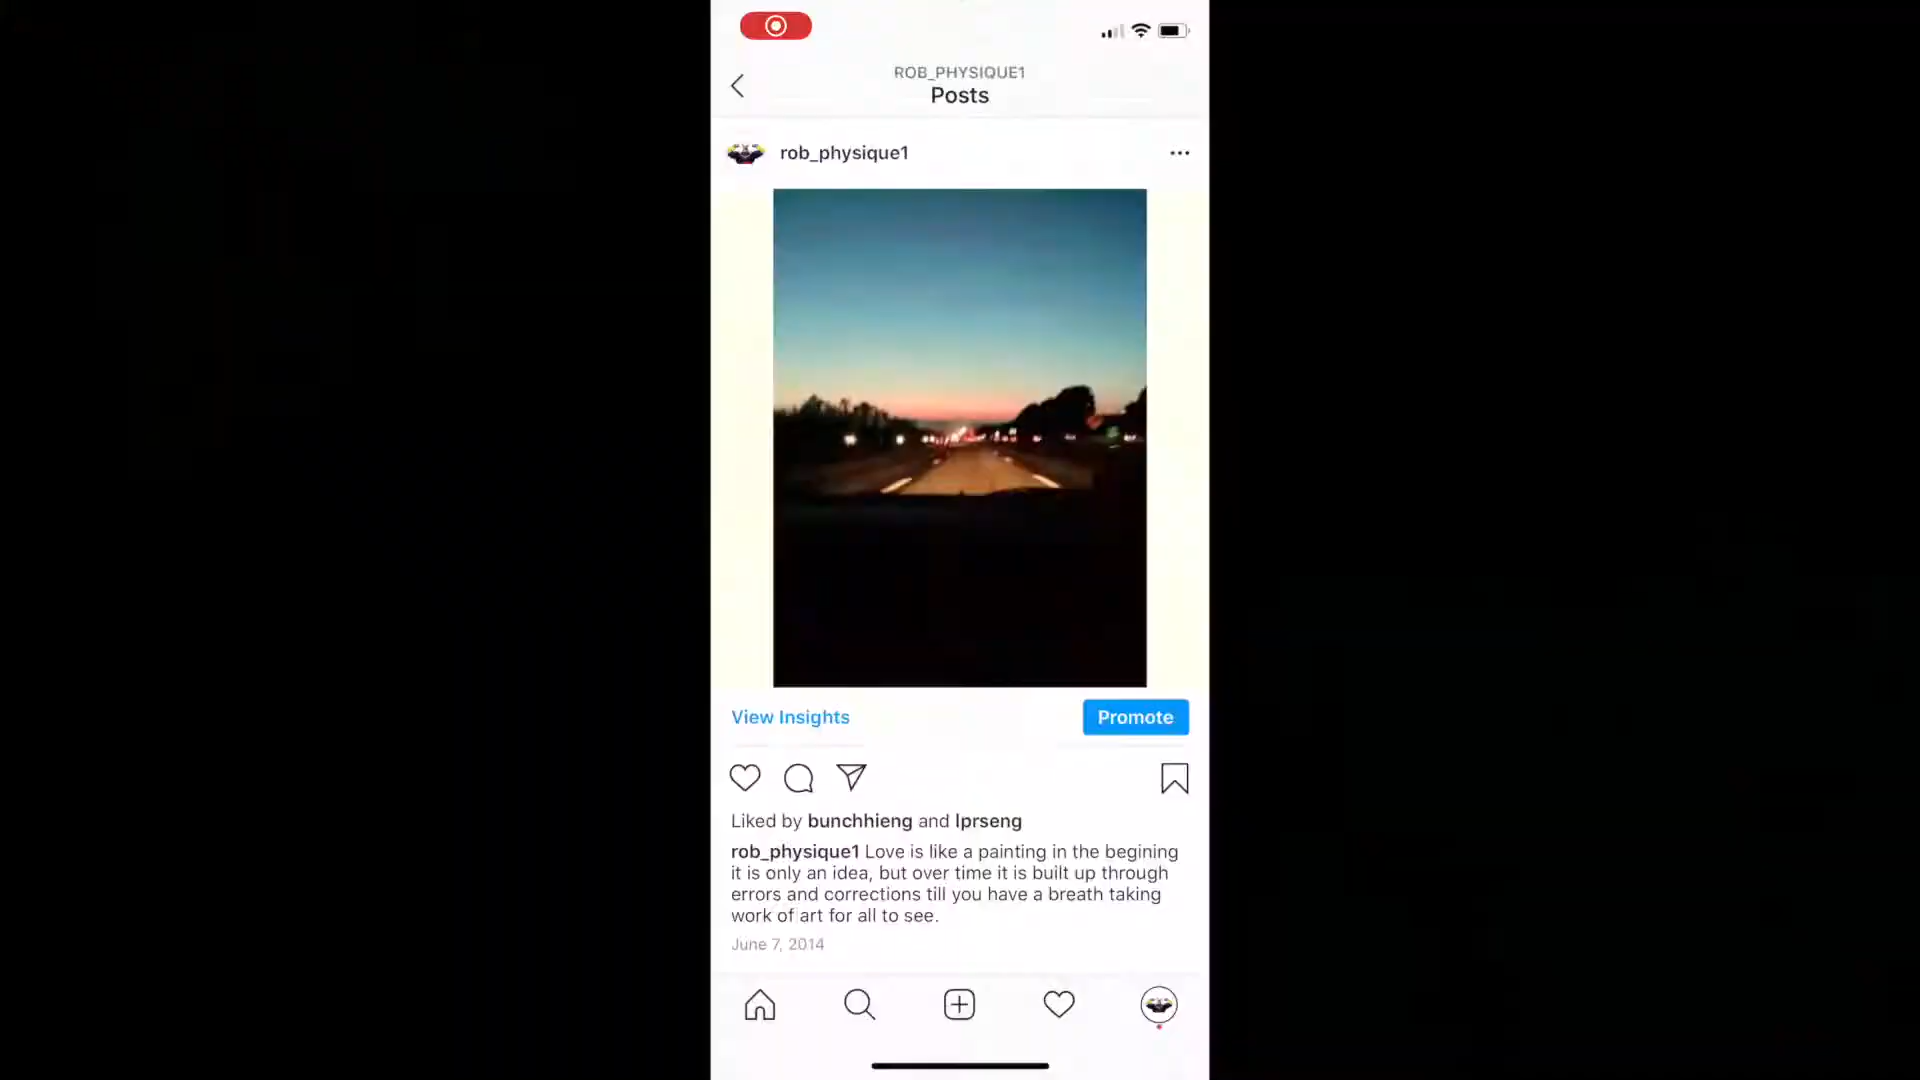 ROB_PHYSIQUE1
Posts
rob_physique1
View Insights
Promote
Liked by bunchhieng and lprseng
rob_physique1 Love is like a painting in the begining
it is only an idea, but over time it is built up through
errors and corrections till you have a breath taking
work of art for all to see.
June 7, 2014